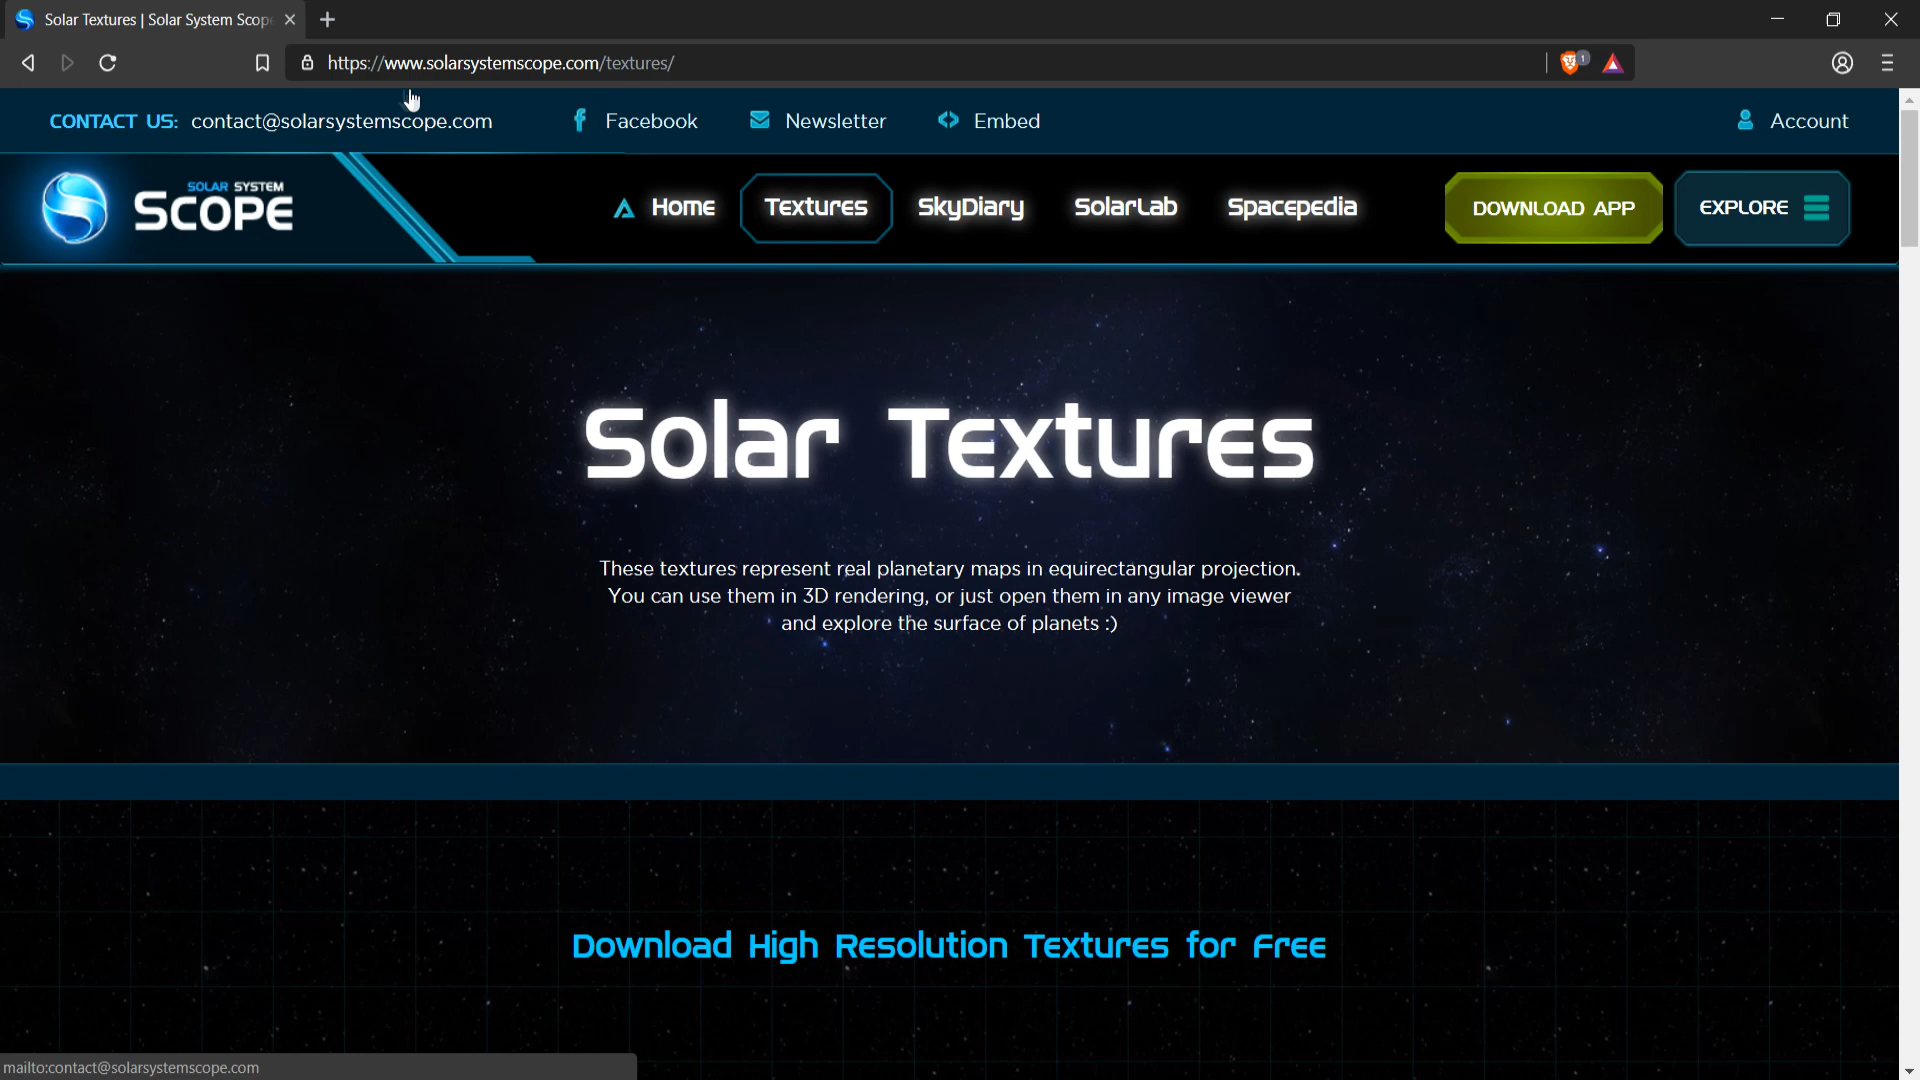 Solar Textures | Solar System Scope
https://www.solarsystemscope.com/textures/
1
CONTACT US: contact@solarsystemscope.com
Facebook
Newsletter
Embed
Account
SOLAR SYSTEM
SCOPE
Home
Textures
SkyDiary
SolarLab
Spacepedia
DOWNLOAD APP
EXPLORE
Solar Textures
These textures represent real planetary maps in equirectangular projection.
You can use them in 3D rendering, or just open them in any image viewer
and explore the surface of planets :)
Download High Resolution Textures for Free
mailto:contact@solarsystemscope.com